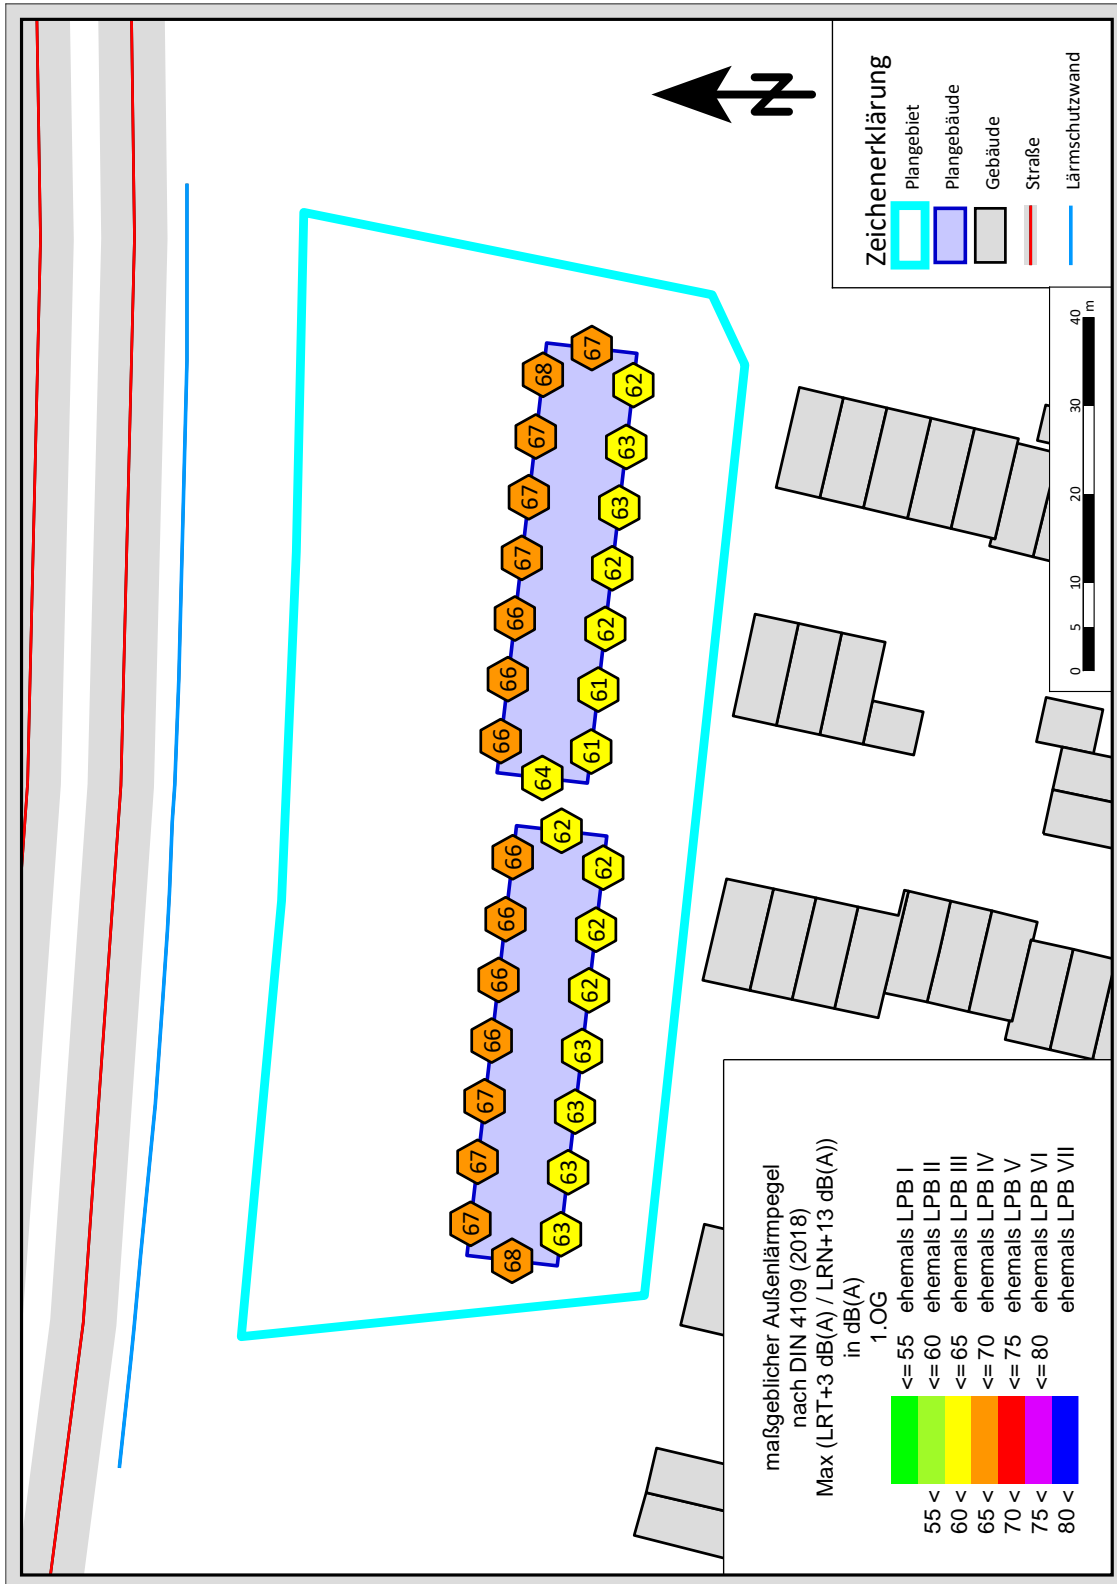 Zeichenerklärung
Plangebiet
Plangebäude
Gebäude
Straße
Lärmschutzwand
N
0 5 10 20 30 40
m
67 67 67 66 66 66 66
68 62
63 63 63 63 62 62 62
66 66 66 67 67 67 68
64 67
61 61 62 62 63 63 62
maßgeblicher Außenlärmpegel
nach DIN 4109 (2018)
Max (LRT+3 dB(A) / LRN+13 dB(A))
in dB(A)
1.OG
<= 55 ehemals LPB I
55 < <= 60 ehemals LPB II
60 < <= 65 ehemals LPB III
65 < <= 70 ehemals LPB IV
70 < <= 75 ehemals LPB V
75 < <= 80 ehemals LPB VI
80 < ehemals LPB VII